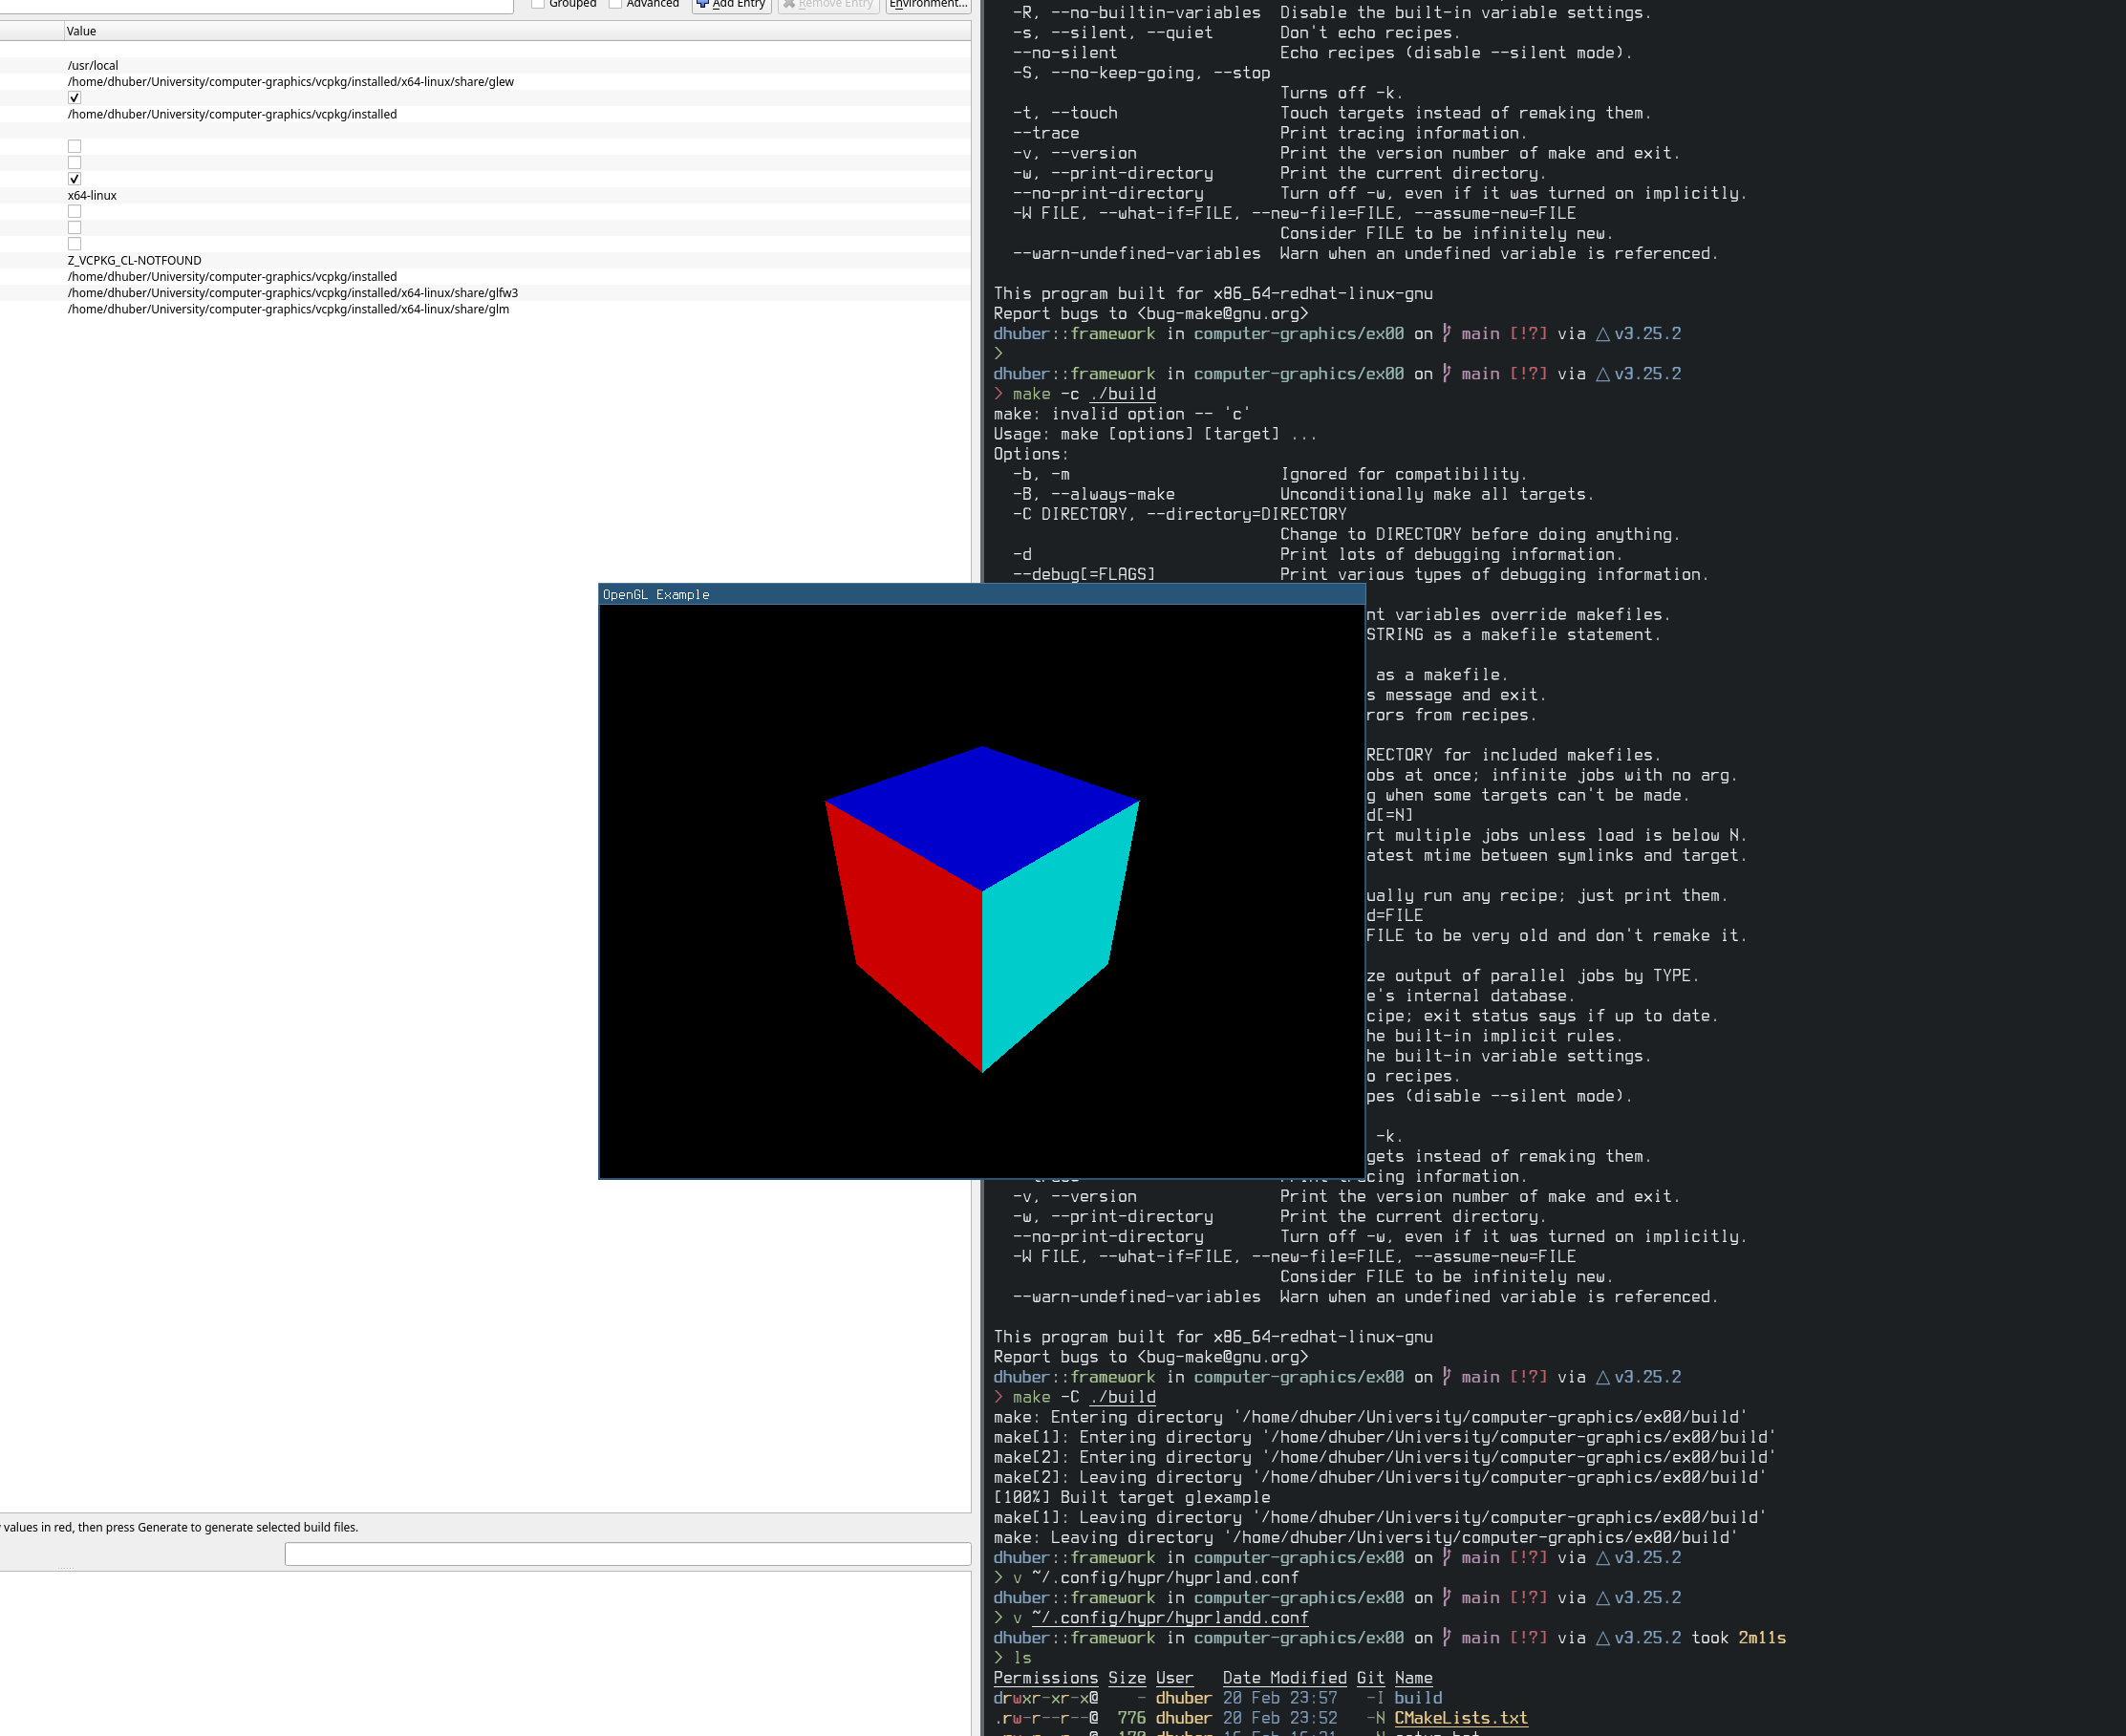 Grouped Advanced Add Entry Remove Entry Environment...
Value
/usr/local
/home/dhuber/University/computer-graphics/vcpkg/installed/x64-linux/share/glew
/home/dhuber/University/computer-graphics/vcpkg/installed
x64-linux
Z_VCPKG_CL-NOTFOUND
/home/dhuber/University/computer-graphics/vcpkg/installed
/home/dhuber/University/computer-graphics/vcpkg/installed/x64-linux/share/glfw3
/home/dhuber/University/computer-graphics/vcpkg/installed/x64-linux/share/glm
values in red, then press Generate to generate selected build files.
OpenGL Example
-R, --no-builtin-variables Disable the built-in variable settings.
-s, --silent, --quiet Don't echo recipes.
--no-silent Echo recipes (disable --silent mode).
-S, --no-keep-going, --stop
Turns off -k.
-t, --touch Touch targets instead of remaking them.
--trace Print tracing information.
-v, --version Print the version number of make and exit.
-w, --print-directory Print the current directory.
--no-print-directory Turn off -w, even if it was turned on implicitly.
-W FILE, --what-if=FILE, --new-file=FILE, --assume-new=FILE
Consider FILE to be infinitely new.
--warn-undefined-variables Warn when an undefined variable is referenced.
This program built for x86_64-redhat-linux-gnu
Report bugs to <bug-make@gnu.org>
dhuber::framework in computer-graphics/ex00 on main [!?] via △v3.25.2
>
dhuber::framework in computer-graphics/ex00 on main [!?] via △v3.25.2
> make -c ./build
make: invalid option -- 'c'
Usage: make [options] [target] ...
Options:
-b, -m Ignored for compatibility.
-B, --always-make Unconditionally make all targets.
-C DIRECTORY, --directory=DIRECTORY
Change to DIRECTORY before doing anything.
-d Print lots of debugging information.
--debug[=FLAGS] Print various types of debugging information.
nt variables override makefiles.
STRING as a makefile statement.
as a makefile.
s message and exit.
rors from recipes.
RECTORY for included makefiles.
obs at once; infinite jobs with no arg.
g when some targets can't be made.
d[=N]
rt multiple jobs unless load is below N.
atest mtime between symlinks and target.
ually run any recipe; just print them.
d=FILE
FILE to be very old and don't remake it.
ze output of parallel jobs by TYPE.
e's internal database.
cipe; exit status says if up to date.
he built-in implicit rules.
he built-in variable settings.
o recipes.
pes (disable --silent mode).
-k.
gets instead of remaking them.
--trace Print tracing information.
-v, --version Print the version number of make and exit.
-w, --print-directory Print the current directory.
--no-print-directory Turn off -w, even if it was turned on implicitly.
-W FILE, --what-if=FILE, --new-file=FILE, --assume-new=FILE
Consider FILE to be infinitely new.
--warn-undefined-variables Warn when an undefined variable is referenced.
This program built for x86_64-redhat-linux-gnu
Report bugs to <bug-make@gnu.org>
dhuber::framework in computer-graphics/ex00 on main [!?] via △v3.25.2
> make -C ./build
make: Entering directory '/home/dhuber/University/computer-graphics/ex00/build'
make[1]: Entering directory '/home/dhuber/University/computer-graphics/ex00/build'
make[2]: Entering directory '/home/dhuber/University/computer-graphics/ex00/build'
make[2]: Leaving directory '/home/dhuber/University/computer-graphics/ex00/build'
[100%] Built target glexample
make[1]: Leaving directory '/home/dhuber/University/computer-graphics/ex00/build'
make: Leaving directory '/home/dhuber/University/computer-graphics/ex00/build'
dhuber::framework in computer-graphics/ex00 on main [!?] via △v3.25.2
> v ~/.config/hypr/hyprland.conf
dhuber::framework in computer-graphics/ex00 on main [!?] via △v3.25.2
> v ~/.config/hypr/hyprlandd.conf
dhuber::framework in computer-graphics/ex00 on main [!?] via △v3.25.2 took 2m11s
> ls
Permissions Size User Date Modified Git Name
drwxr-xr-x@ - dhuber 20 Feb 23:57 -I build
.rw-r--r--@ 776 dhuber 20 Feb 23:52 -N CMakeLists.txt